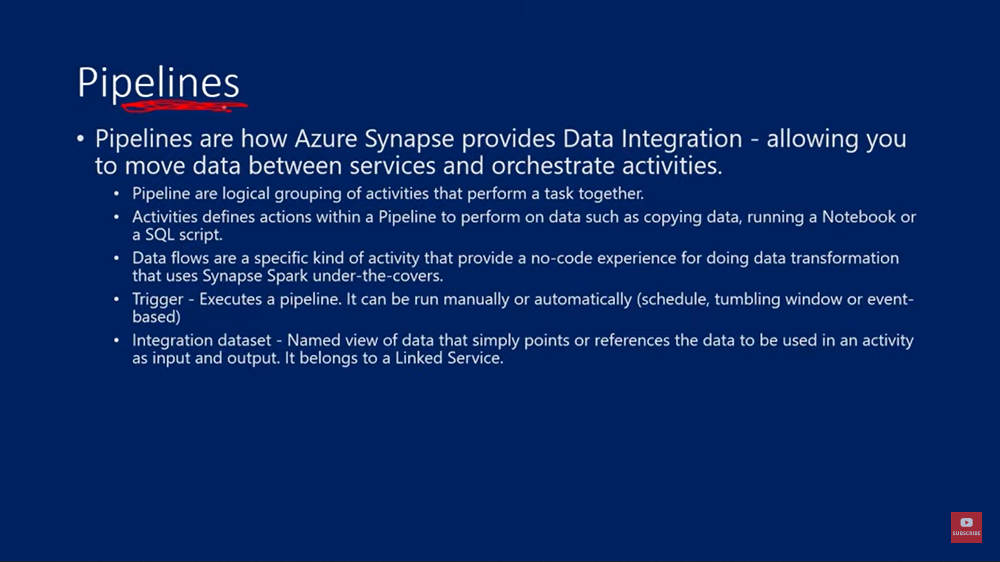 Pipelines
• Pipelines are how Azure Synapse provides Data Integration - allowing you
to move data between services and orchestrate activities.
• Pipeline are logical grouping of activities that perform a task together.
• Activities defines actions within a Pipeline to perform on data such as copying data, running a Notebook or
a SQL script.
• Data flows are a specific kind of activity that provide a no-code experience for doing data transformation
that uses Synapse Spark under-the-covers.
• Trigger - Executes a pipeline. It can be run manually or automatically (schedule, tumbling window or event-
based)
• Integration dataset - Named view of data that simply points or references the data to be used in an activity
as input and output. It belongs to a Linked Service.
SUBSCRIBE